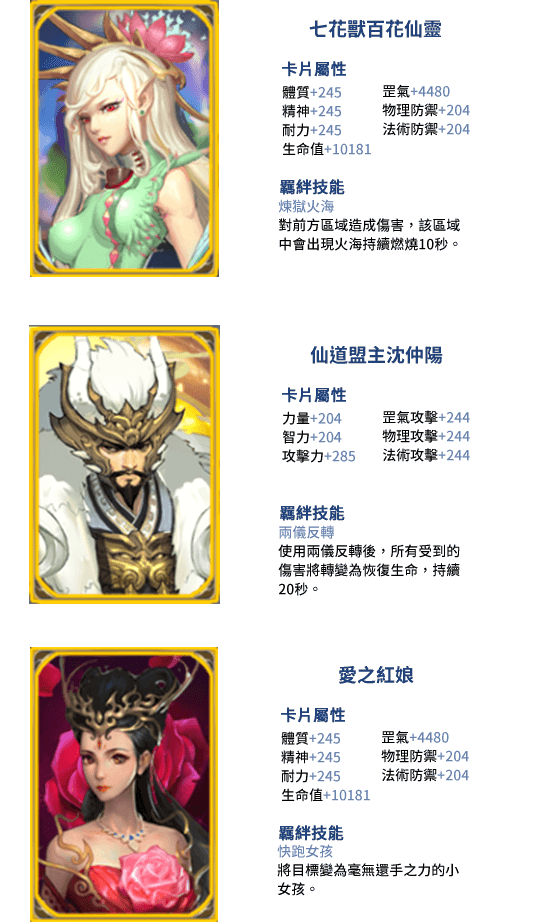 七花獸百花仙靈
卡片屬性
體質+245 罡氣+4480
精神+245 物理防禦+204
耐力+245 法術防禦+204
生命值+10181
羈絆技能
煉獄火海
對前方區域造成傷害，該區域
中會出現火海持續燃燒10秒。
仙道盟主沈仲陽
卡片屬性
力量+204 罡氣攻擊+244
智力+204 物理攻擊+244
攻擊力+285 法術攻擊+244
羈絆技能
兩儀反轉
使用兩儀反轉後，所有受到的
傷害將轉變為恢復生命，持續
20秒。
愛之紅娘
卡片屬性
體質+245 罡氣+4480
精神+245 物理防禦+204
耐力+245 法術防禦+204
生命值+10181
羈絆技能
快跑女孩
將目標變為毫無還手之力的小
女孩。